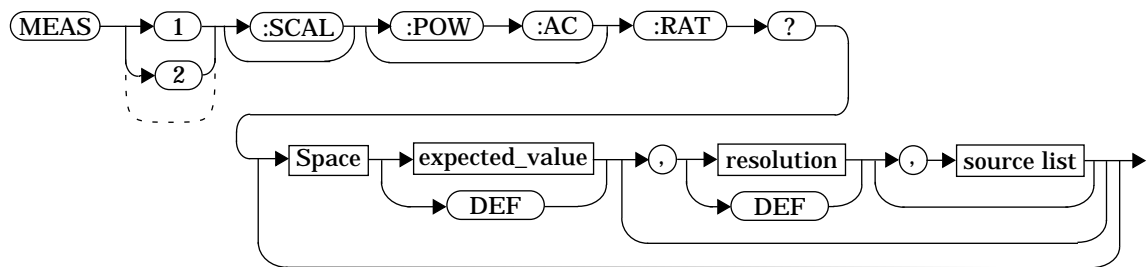 MEAS 1 :SCAL :POW :AC :RAT ?
2
Space expected_value , resolution , source list
DEF DEF